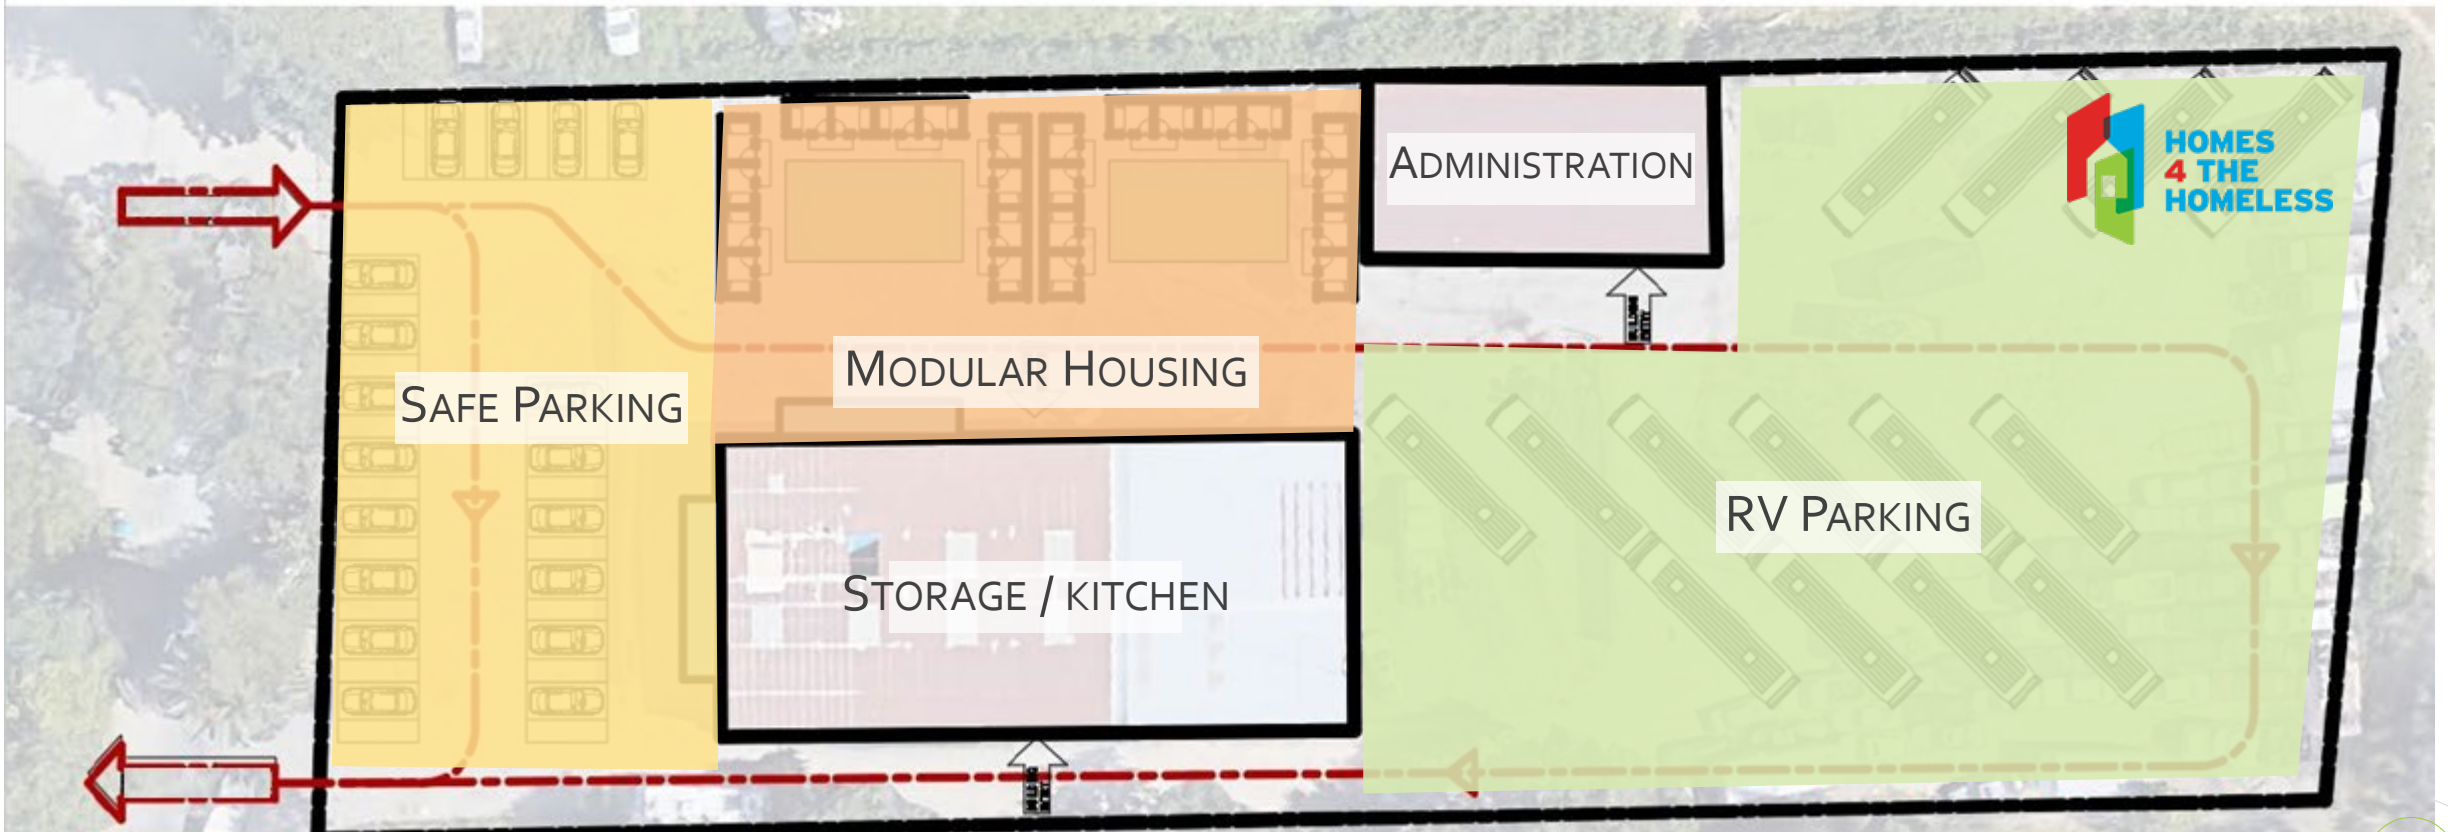 ADMINISTRATION
HOMES
4 THE
HOMELESS
MODULAR HOUSING
SAFE PARKING
RV PARKING
STORAGE / KITCHEN